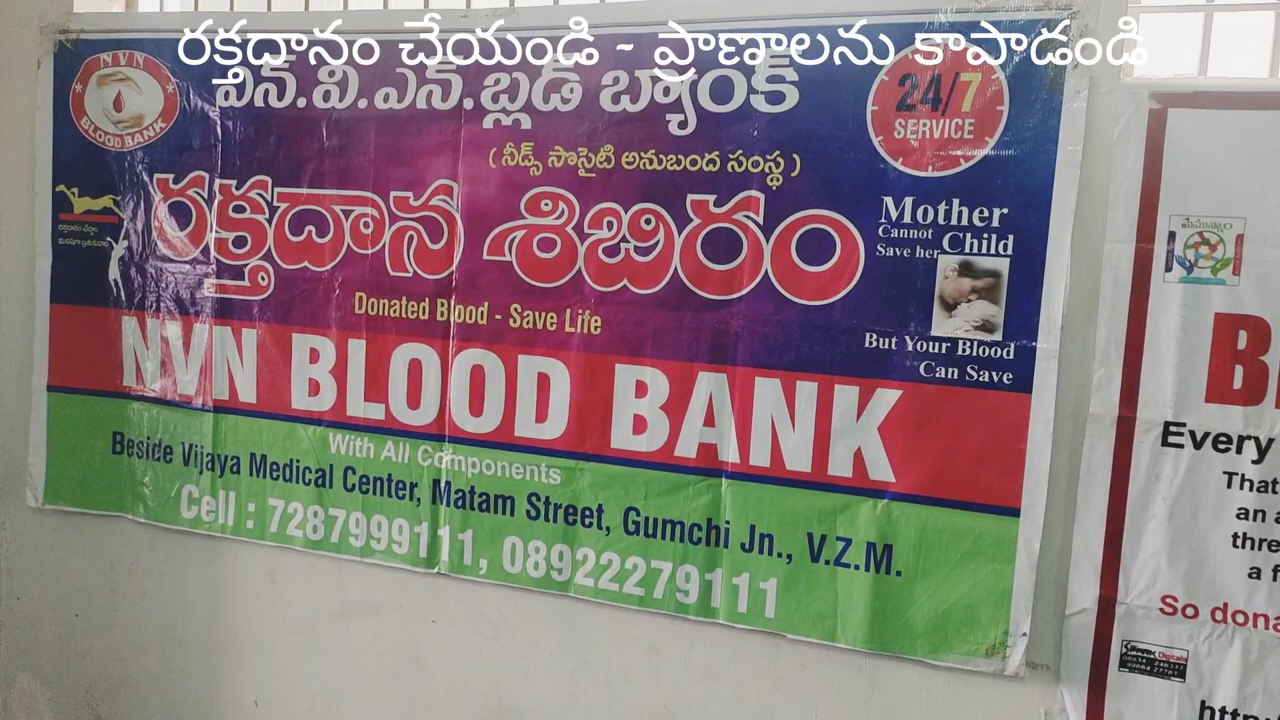 రక్తదానం చేయండి ~ ప్రాణాలను కాపాడండి
ఎన్.వి.ఎన్.బ్లడ్ బ్యాంక్
NVN
BLOOD BANK
24/7
SERVICE
( నీడ్స్ సొసైటి అనుబంద సంస్థ )
రక్తదాన శిబిరం
Mother
Cannot
Save her Child
But Your Blood
Can Save
Donated Blood - Save Life
NVN BLOOD BANK
With All Components
Beside Vijaya Medical Center, Matam Street, Gumchi Jn., V.Z.M.
Cell : 7287999111, 08922279111
Every
That
an
thre
a f
So dona
Digitals
http